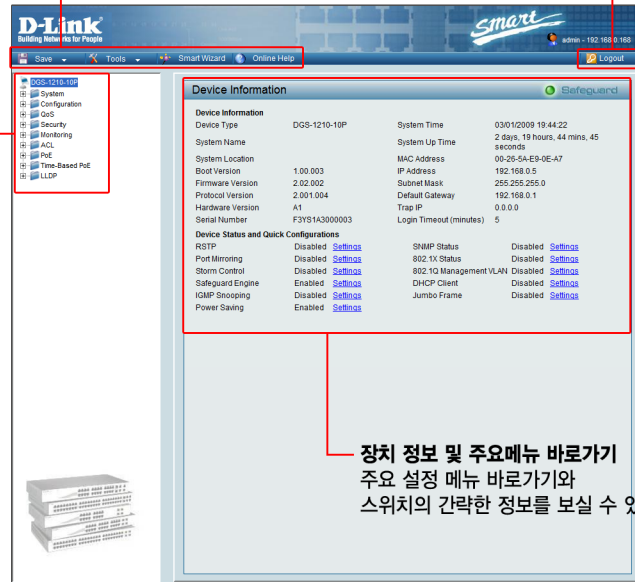 D-Link
Building Networks for People
smart
admin - 192.168.0.168
Save
Tools
Smart Wizard
Online Help
Logout
DGS-1210-10P
System
Configuration
QoS
Security
Monitoring
ACL
PoE
Time-Based PoE
LLDP
Device Information
Safeguard
Device Information
Device Type DGS-1210-10P System Time 03/01/2009 19:44:22
System Name System Up Time 2 days, 19 hours, 44 mins, 45 seconds
System Location MAC Address 00-26-5A-E9-0E-A7
Boot Version 1.00.003 IP Address 192.168.0.5
Firmware Version 2.02.002 Subnet Mask 255.255.255.0
Protocol Version 2.001.004 Default Gateway 192.168.0.1
Hardware Version A1 Trap IP 0.0.0.0
Serial Number F3YS1A3000003 Login Timeout (minutes) 5
Device Status and Quick Configurations
RSTP Disabled Settings SNMP Status Disabled Settings
Port Mirroring Disabled Settings 802.1X Status Disabled Settings
Storm Control Disabled Settings 802.1Q Management VLAN Disabled Settings
Safeguard Engine Enabled Settings DHCP Client Disabled Settings
IGMP Snooping Disabled Settings Jumbo Frame Disabled Settings
Power Saving Enabled Settings
장치 정보 및 주요메뉴 바로가기
주요 설정 메뉴 바로가기와
스위치의 간략한 정보를 보실 수 있